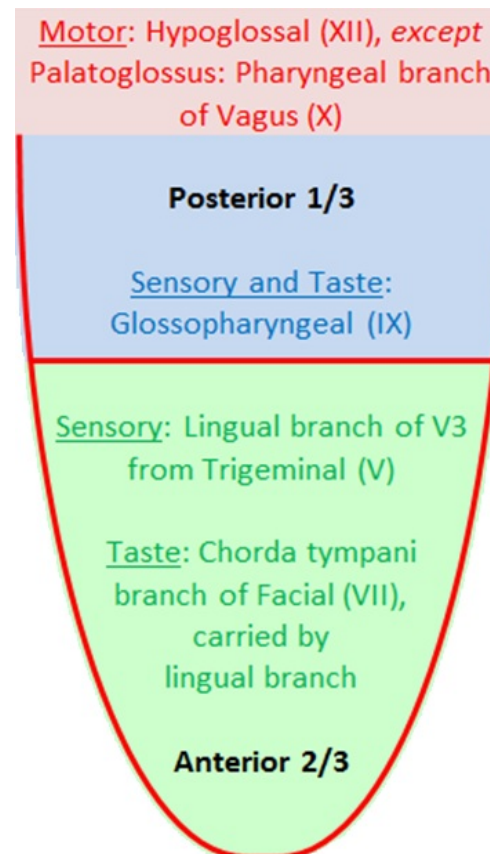 Motor: Hypoglossal (XII), except
Palatoglossus: Pharyngeal branch
of Vagus (X)
Posterior 1/3
Sensory and Taste:
Glossopharyngeal (IX)
Sensory: Lingual branch of V3
from Trigeminal (V)
Taste: Chorda tympani
branch of Facial (VII),
carried by
lingual branch
Anterior 2/3